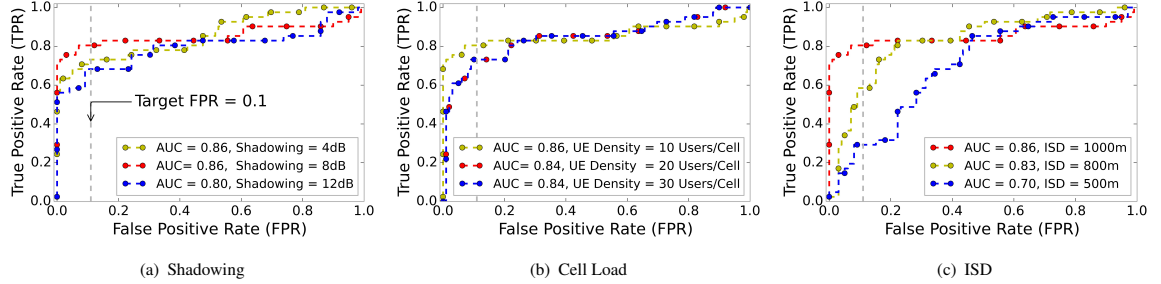 True Positive Rate (TPR)
1.0
0.8
0.6
0.4
0.2
0.0
Target FPR = 0.1
AUC = 0.86, Shadowing = 4dB
AUC= 0.86, Shadowing = 8dB
AUC = 0.80, Shadowing = 12dB
0.0 0.2 0.4 0.6 0.8 1.0
False Positive Rate (FPR)
(a) Shadowing
True Positive Rate (TPR)
1.0
0.8
0.6
0.4
0.2
0.0
AUC = 0.86, UE Density = 10 Users/Cell
AUC= 0.84, UE Density = 20 Users/Cell
AUC = 0.84, UE Density = 30 Users/Cell
0.0 0.2 0.4 0.6 0.8 1.0
False Positive Rate (FPR)
(b) Cell Load
True Positive Rate (TPR)
1.0
0.8
0.6
0.4
0.2
0.0
AUC = 0.86, ISD = 1000m
AUC = 0.83, ISD = 800m
AUC = 0.70, ISD = 500m
0.0 0.2 0.4 0.6 0.8 1.0
False Positive Rate (FPR)
(c) ISD